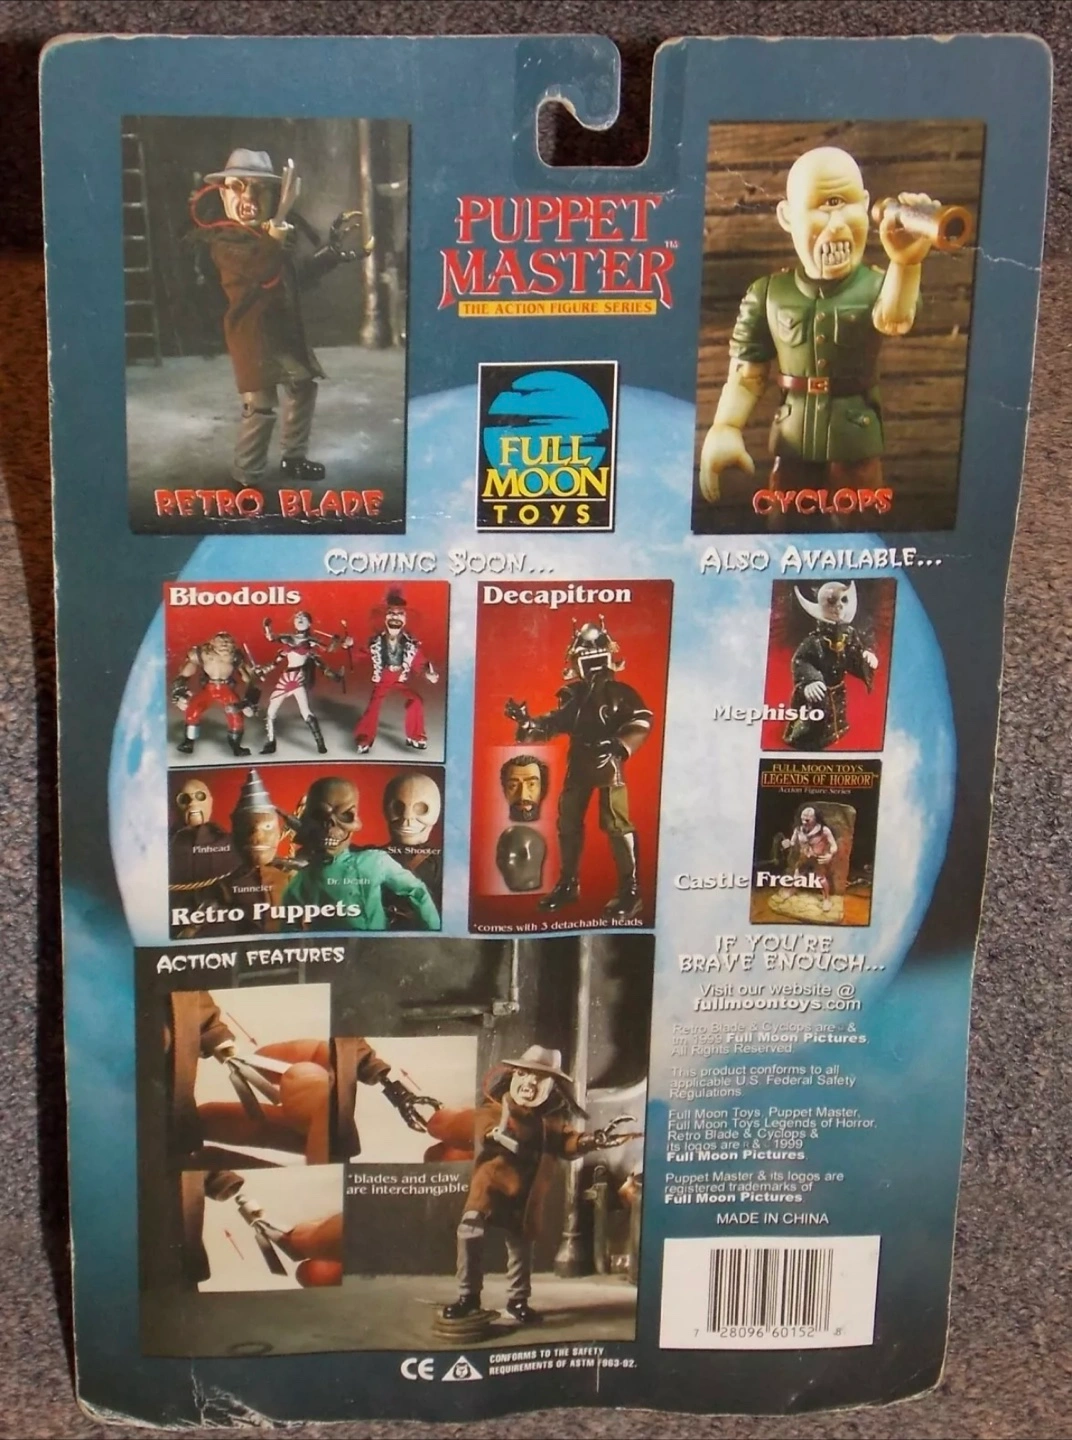 PUPPET
MASTER™
THE ACTION FIGURE SERIES
RETRO BLADE
FULL
MOON
TOYS
CYCLOPS
COMING SOON...
ALSO AVAILABLE...
Bloodolls
Decapitron
Mephisto
Pinhead
Tunneler
Dr. Death
Six Shooter
Retro Puppets
*comes with 3 detachable heads
FULL MOON TOYS
LEGENDS OF HORROR™
Action Figure Series
Castle Freak
ACTION FEATURES
*blades and claw
are interchangable
IF YOU'RE
BRAVE ENOUGH...
Visit our website @
fullmoontoys.com
Retro Blade & Cyclops are ® &
tm 1999 Full Moon Pictures.
All Rights Reserved.
This product conforms to all
applicable U.S. Federal Safety
Regulations.
Full Moon Toys, Puppet Master,
Full Moon Toys Legends of Horror,
Retro Blade & Cyclops &
its logos are ® & © 1999
Full Moon Pictures.
Puppet Master & its logos are
registered trademarks of
Full Moon Pictures
MADE IN CHINA
7 28096 60152 8
CE
CONFORMS TO THE SAFETY
REQUIREMENTS OF ASTM F963-92.